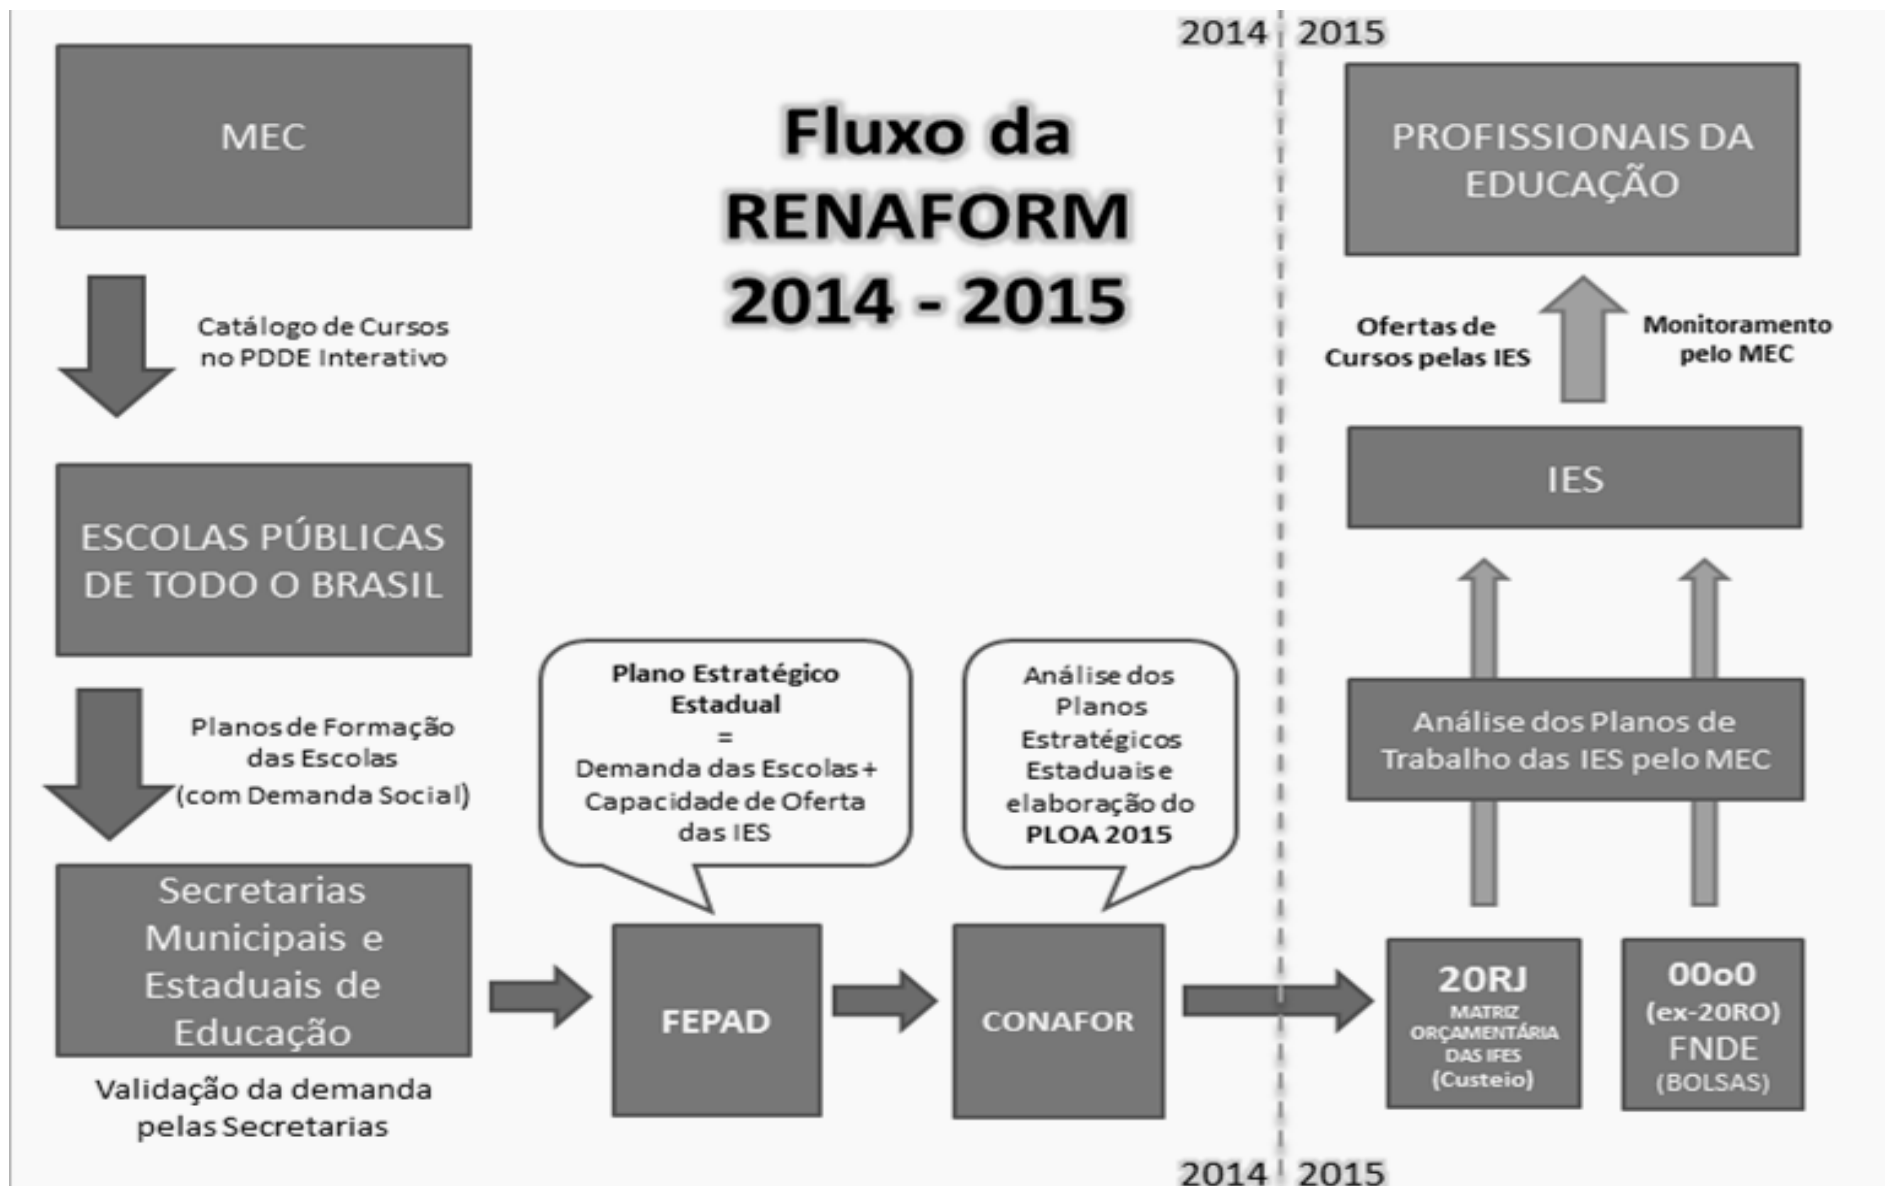 2014 2015
MEC
Fluxo da
RENAFORM
2014 - 2015
PROFISSIONAIS DA
EDUCAÇÃO
Catálogo de Cursos
no PDDE Interativo
Ofertas de
Cursos pelas IES
Monitoramento
pelo MEC
ESCOLAS PÚBLICAS
DE TODO O BRASIL
IES
Planos de Formação
das Escolas
(com Demanda Social)
Plano Estratégico
Estadual
=
Demanda das Escolas +
Capacidade de Oferta
das IES
Análise dos
Planos
Estratégicos
Estaduais e
elaboração do
PLOA 2015
Análise dos Planos de
Trabalho das IES pelo MEC
Secretarias
Municipais e
Estaduais de
Educação
Validação da demanda
pelas Secretarias
FEPAD
CONAFOR
20RJ
MATRIZ
ORÇAMENTÁRIA
DAS IFES
(Custeio)
00o0
(ex-20RO)
FNDE
(BOLSAS)
2014 2015